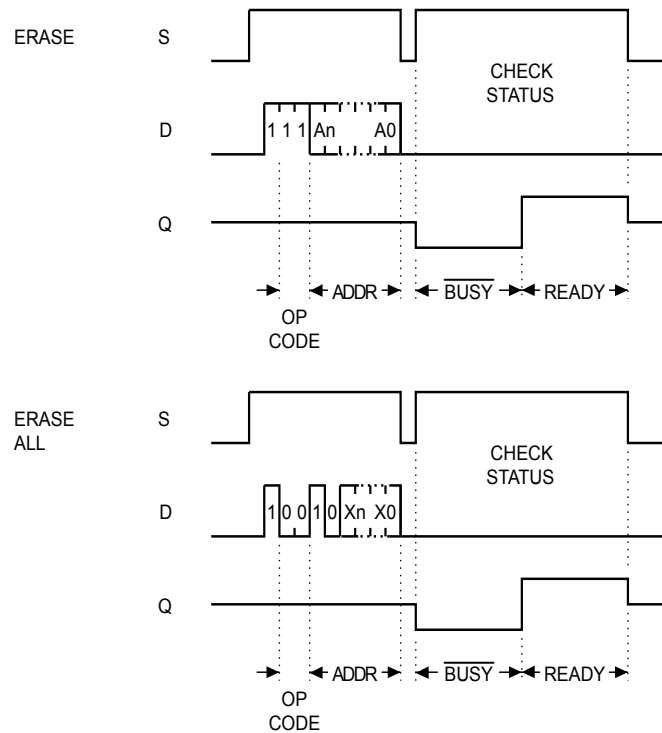 ERASE S
CHECK
STATUS
D 1 1 1 An A0
Q
ADDR BUSY READY
OP
CODE
ERASE S
ALL
CHECK
STATUS
D 1 0 0 1 0 Xn X0
Q
ADDR BUSY READY
OP
CODE